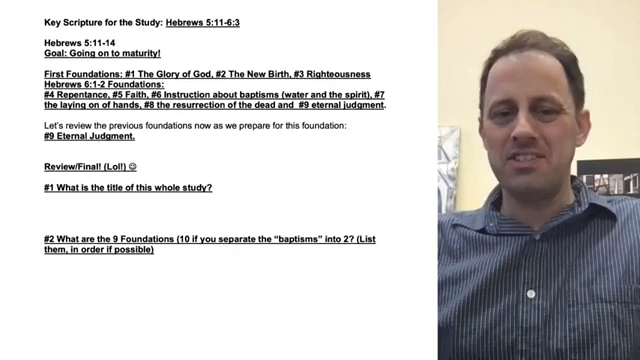 Key Scripture for the Study: Hebrews 5:11-6:3
Hebrews 5:11-14
Goal: Going on to maturity!
First Foundations: #1 The Glory of God, #2 The New Birth, #3 Righteousness
Hebrews 6:1-2 Foundations:
#4 Repentance, #5 Faith, #6 Instruction about baptisms (water and the spirit), #7
the laying on of hands, #8 the resurrection of the dead and  #9 eternal judgment.
Let's review the previous foundations now as we prepare for this foundation:
#9 Eternal Judgment.
Review/Final! (Lol!) ☺
#1 What is the title of this whole study?
#2 What are the 9 Foundations (10 if you separate the "baptisms" into 2? (List
them, in order if possible)